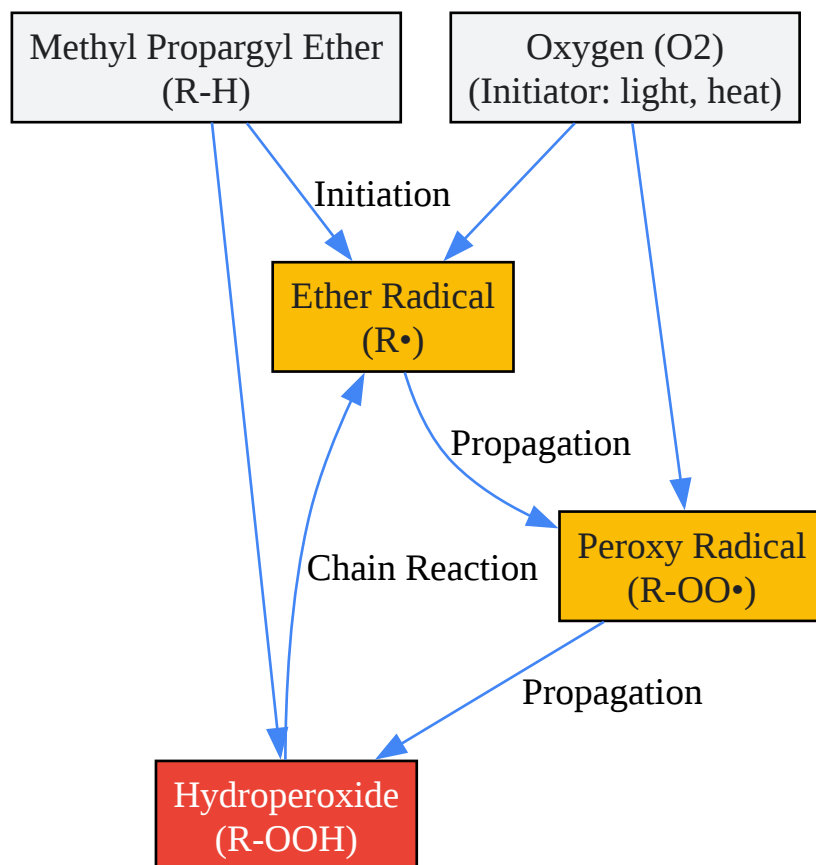 Methyl Propargyl Ether
(R-H)
Oxygen (O2)
(Initiator: light, heat)
Initiation
Ether Radical
(R•)
Propagation
Peroxy Radical
(R-OO•)
Chain Reaction
Propagation
Hydroperoxide
(R-OOH)